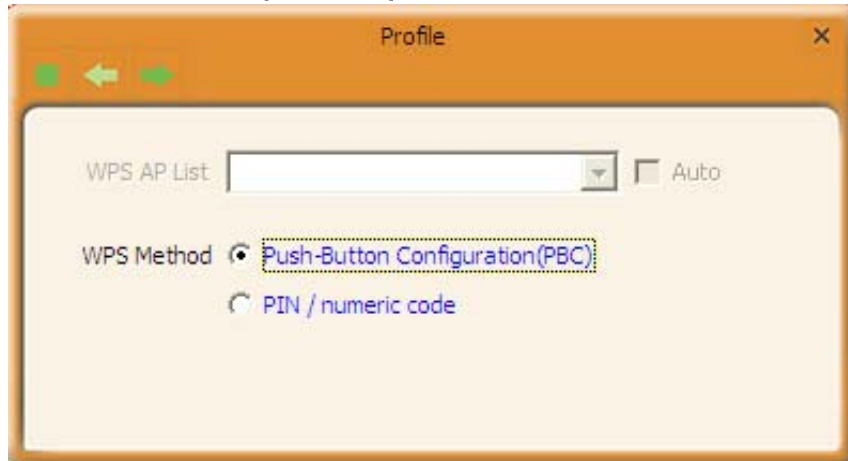 Profile
WPS AP List Auto
WPS Method Push-Button Configuration(PBC)
PIN / numeric code